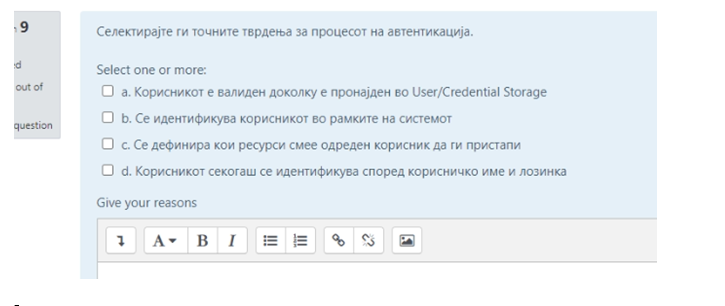 9
out of
question
Селектирајте ги точните тврдења за процесот на автентикација.
Select one or more:
a. Корисникот е валиден доколку е пронајден во User/Credential Storage
b. Се идентификува корисникот во рамките на системот
c. Се дефинира кои ресурси смее одреден корисник да ги пристапи
d. Корисникот секогаш се идентификува според корисничко име и лозинка
Give your reasons
A B I